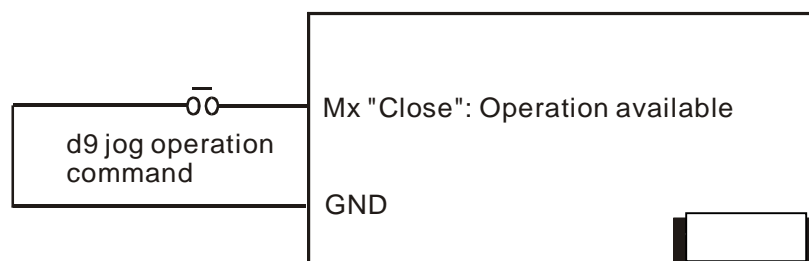 Mx "Close": Operation available
d9 jog operation
command
GND